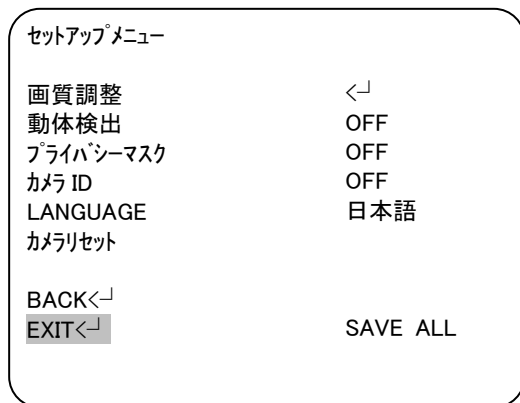 セットアップメニュー
画質調整 <┘
動体検出 OFF
プライバシーマスク OFF
カメラ ID OFF
LANGUAGE 日本語
カメラリセット
BACK<┘
EXIT<┘ SAVE ALL